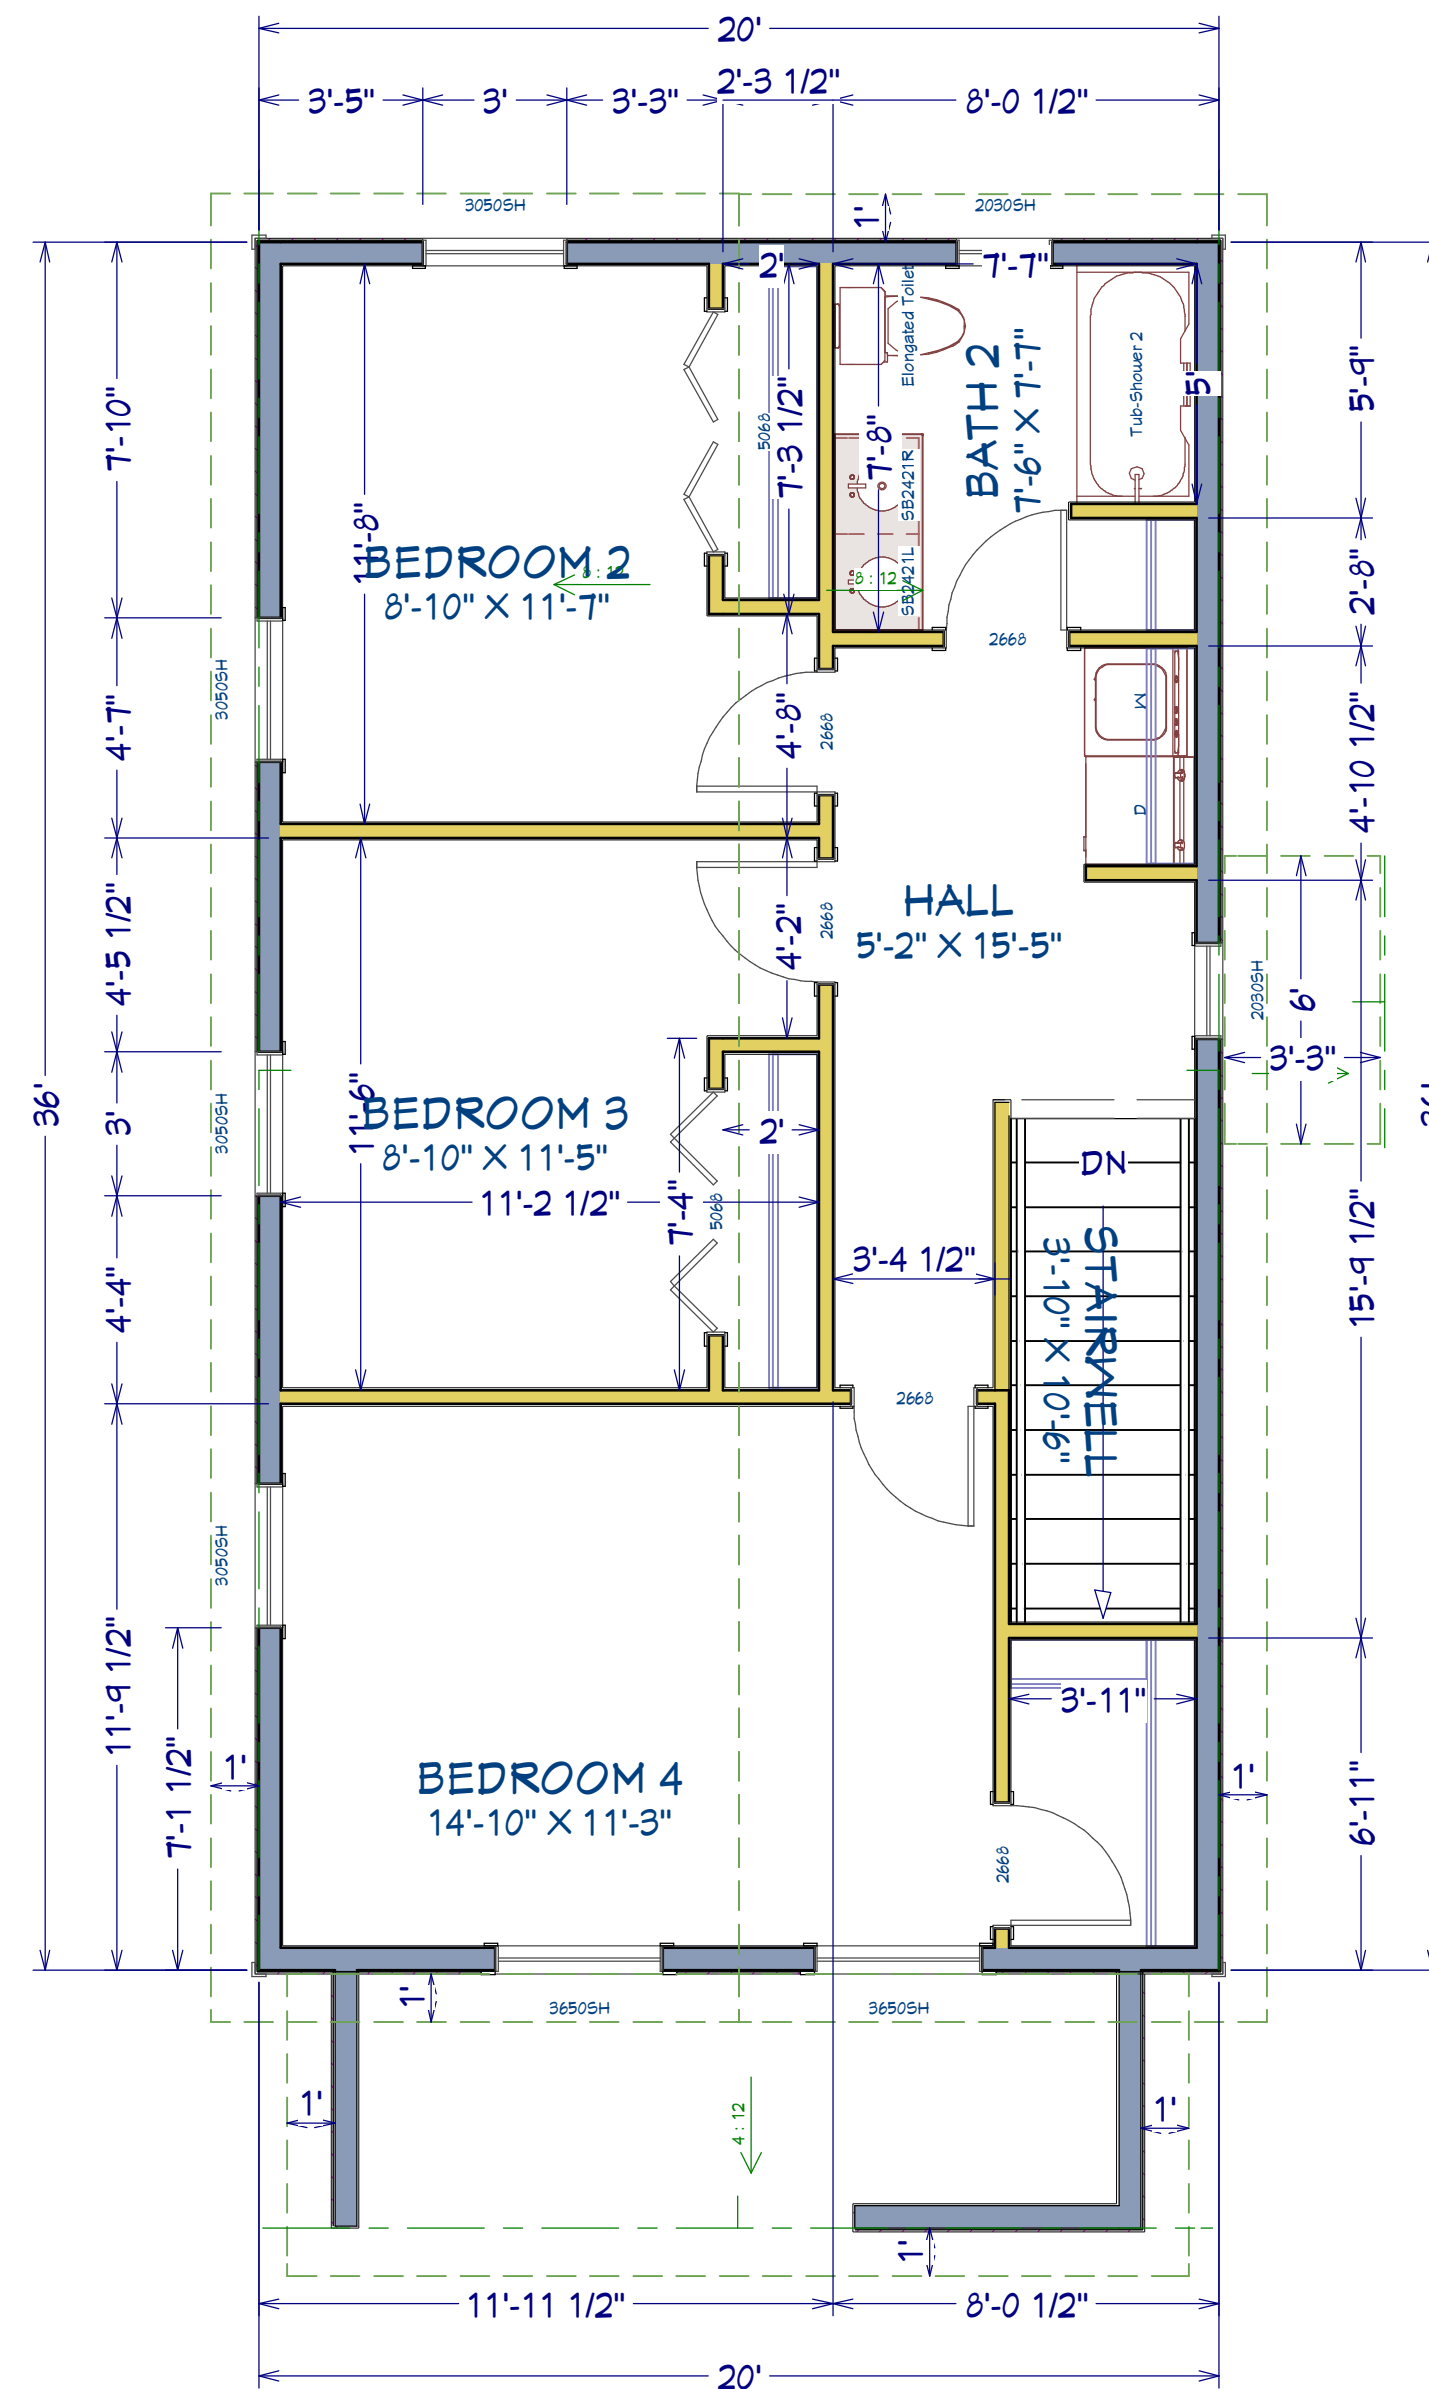 20'
3'-5"
3'
3'-3"
2'-3 1/2"
8'-0 1/2"
3050SH
2030SH
1'
2'
7'-7"
Elongated Toilet
BATH 2
7'-6" X 7'-7"
Tub-Shower 2
5'
5'-9"
7'-10"
11'-8"
BEDROOM 2
8'-10" X 11'-7"
8 : 12
5068
7'-3 1/2"
7'-8"
SB2421R
SB2421L
8 : 12
2'-8"
2668
3050SH
4'-7"
4'-8"
2668
M
D
4'-10 1/2"
4'-5 1/2"
4'-2"
2668
HALL
5'-2" X 15'-5"
2030SH
6'
3'-3"
36'
3'
3050SH
11'-6"
BEDROOM 3
8'-10" X 11'-5"
2'
11'-2 1/2"
7'-4"
5068
DN
STAIRWELL
3'-10" X 10'-6"
3'-4 1/2"
15'-9 1/2"
4'-4"
2668
3050SH
11'-9 1/2"
7'-1 1/2"
1'
3'-11"
BEDROOM 4
14'-10" X 11'-3"
2668
1'
6'-11"
1'
3650SH
3650SH
1'
4 : 12
1'
1'
11'-11 1/2"
8'-0 1/2"
20'